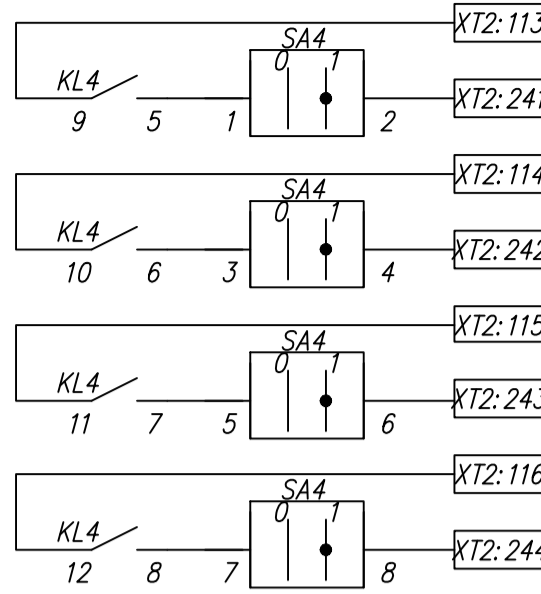 XT2:113
SA4
0 1
KL4
XT2:241
9 5 1 2
XT2:114
SA4
0 1
KL4
XT2:242
10 6 3 4
XT2:115
SA4
0 1
KL4
XT2:243
11 7 5 6
XT2:116
SA4
0 1
KL4
XT2:244
12 8 7 8